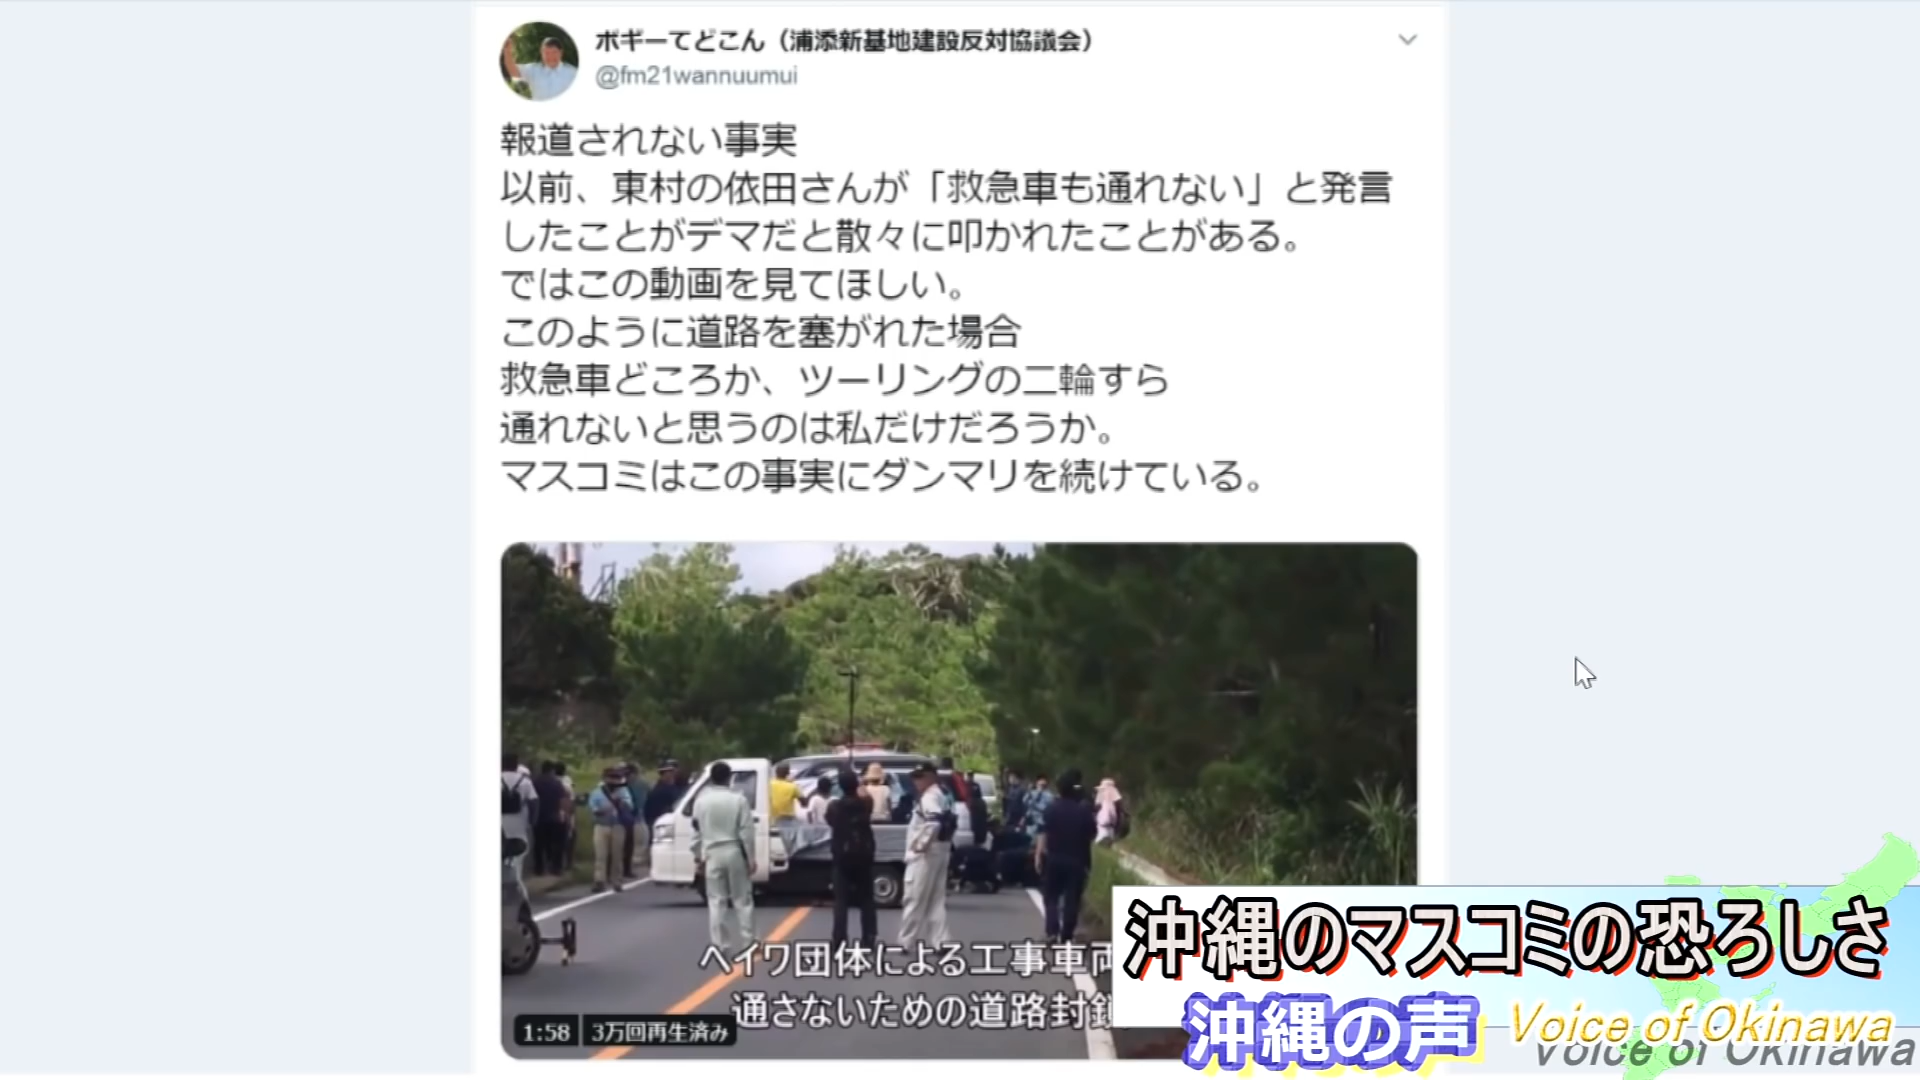 ボギーてどこん（浦添新基地建設反対協議会）
@fm21wannuumui
報道されない事実
以前、東村の依田さんが「救急車も通れない」と発言
したことがデマだと散々に叩かれたことがある。
ではこの動画を見てほしい。
このように道路を塞がれた場合
救急車どころか、ツーリングの二輪すら
通れないと思うのは私だけだろうか。
マスコミはこの事実にダンマリを続けている。
ヘイワ団体による工事車両
通さないための道路封鎖
1:58 3万回再生済み
沖縄のマスコミの恐ろしさ
沖縄の声 Voice of Okinawa
Voice of Okinawa